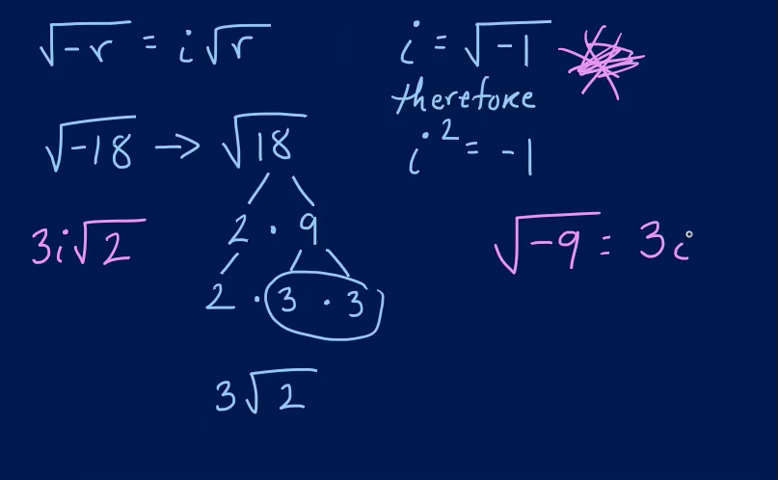 √-r = i√r
i = √-1
therefore
i² = -1
√-18 → √18
2 · 9
2 · 3 · 3
3√2
3i√2
√-9 = 3i